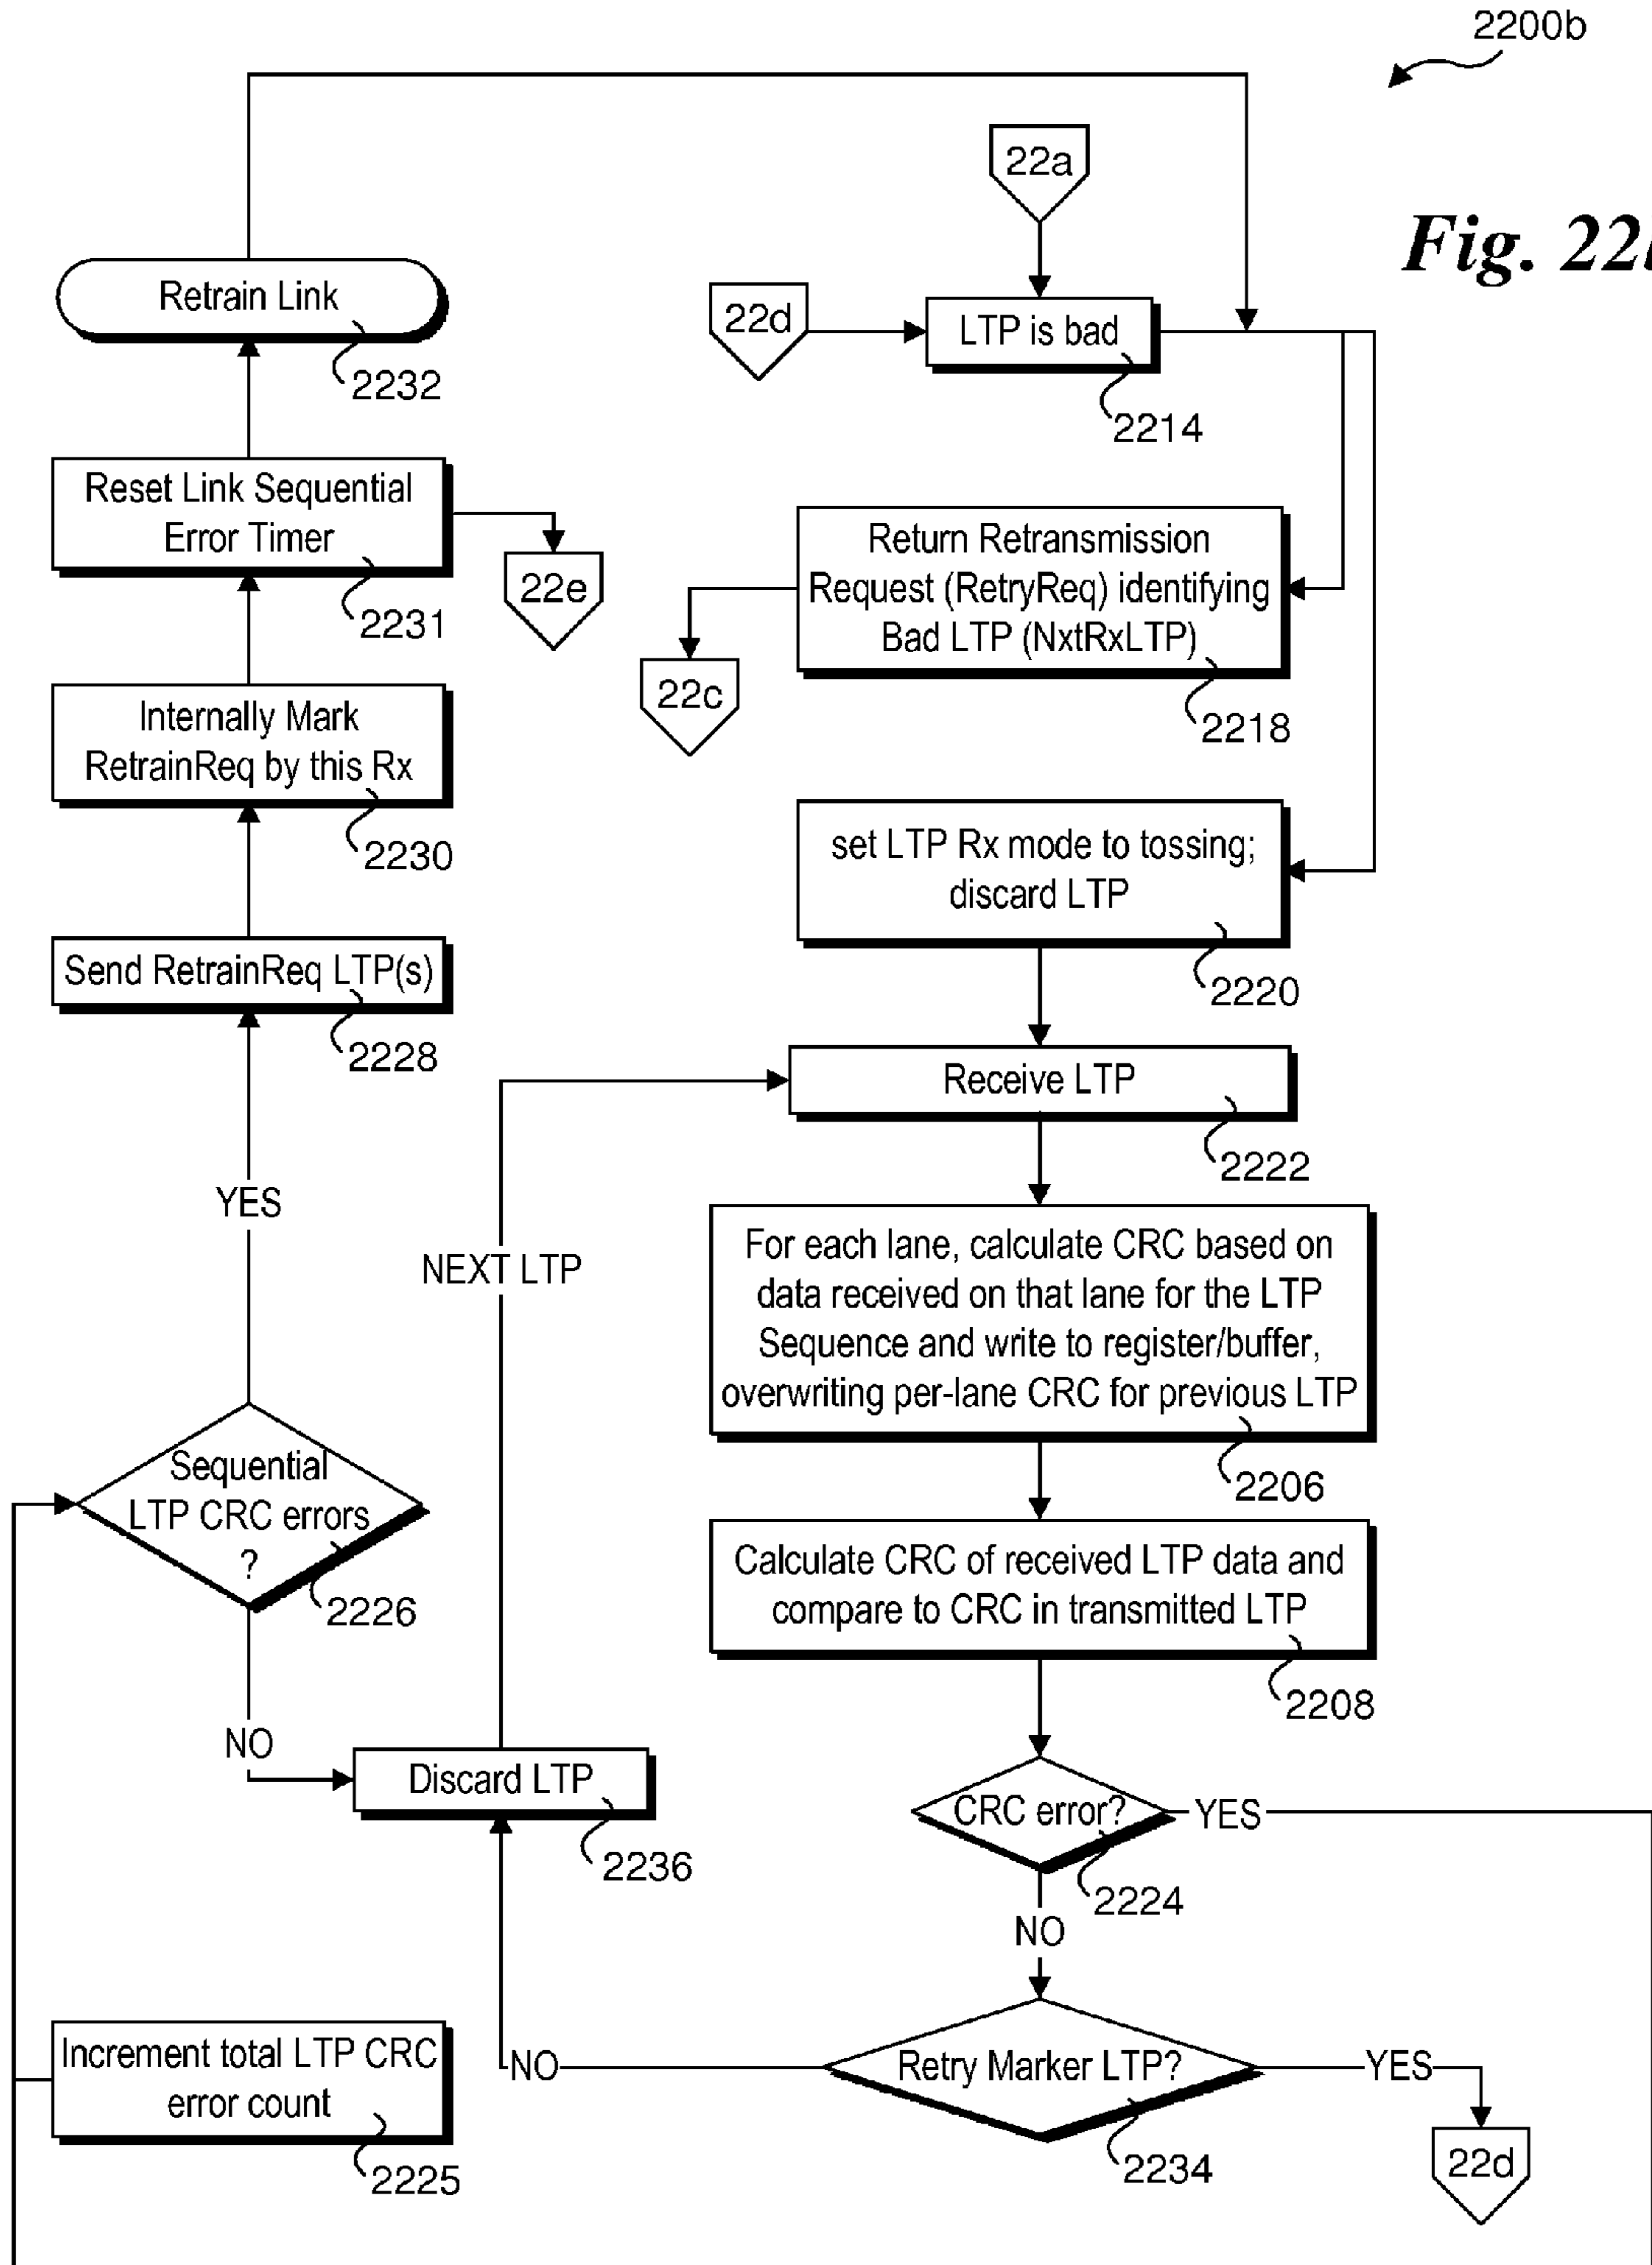 2200b
22a
Fig. 22
Retrain Link
2232
22d
LTP is bad
2214
Reset Link Sequential
Error Timer
2231
22e
Return Retransmission
Request (RetryReq) identifying
Bad LTP (NxtRxLTP)
2218
22c
Internally Mark
RetrainReq by this Rx
2230
set LTP Rx mode to tossing;
discard LTP
2220
Send RetrainReq LTP(s)
2228
Receive LTP
2222
YES
NEXT LTP
For each lane, calculate CRC based on
data received on that lane for the LTP
Sequence and write to register/buffer,
overwriting per-lane CRC for previous LTP
2206
Sequential
LTP CRC errors
?
2226
Calculate CRC of received LTP data and
compare to CRC in transmitted LTP
2208
NO
Discard LTP
2236
CRC error?
YES
2224
NO
Increment total LTP CRC
error count
2225
NO
Retry Marker LTP?
YES
2234
22d